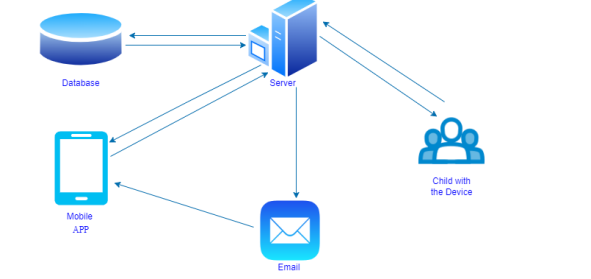 Database
Server
Child with
the Device
Mobile
APP
Email